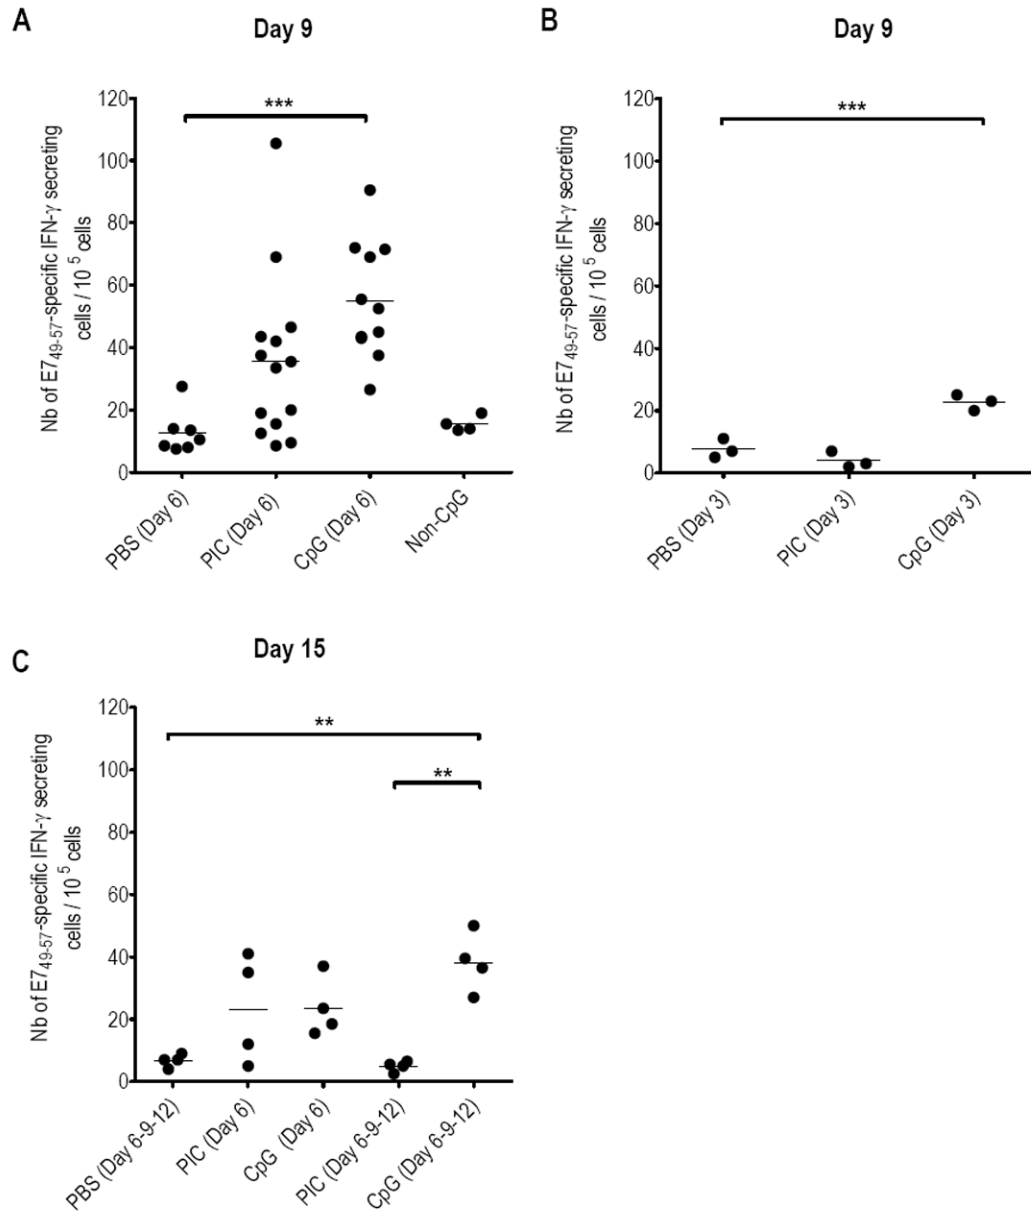 A
Day 9
Nb of E749-57-specific IFN-γ secreting
cells / 10 5 cells
120
100
80
60
40
20
0
***
PBS (Day 6)
PIC (Day 6)
CpG (Day 6)
Non-CpG
B
Day 9
Nb of E749-57-specific IFN-γ secreting
cells / 10 5 cells
120
100
80
60
40
20
0
***
PBS (Day 3)
PIC (Day 3)
CpG (Day 3)
C
Day 15
Nb of E749-57-specific IFN-γ secreting
cells / 10 5 cells
120
100
80
60
40
20
0
**
**
PBS (Day 6-9-12)
PIC (Day 6)
CpG (Day 6)
PIC (Day 6-9-12)
CpG (Day 6-9-12)